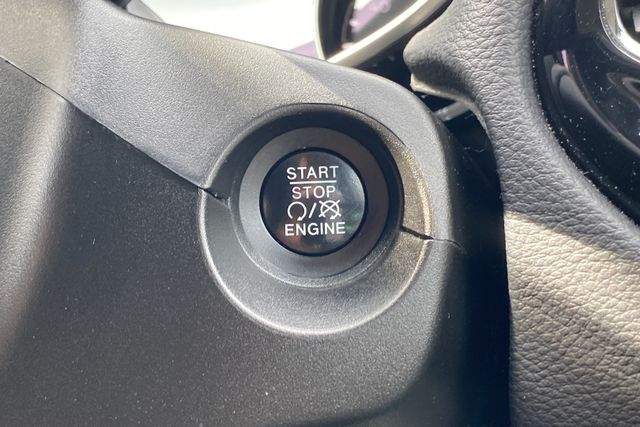 START
STOP
/
ENGINE